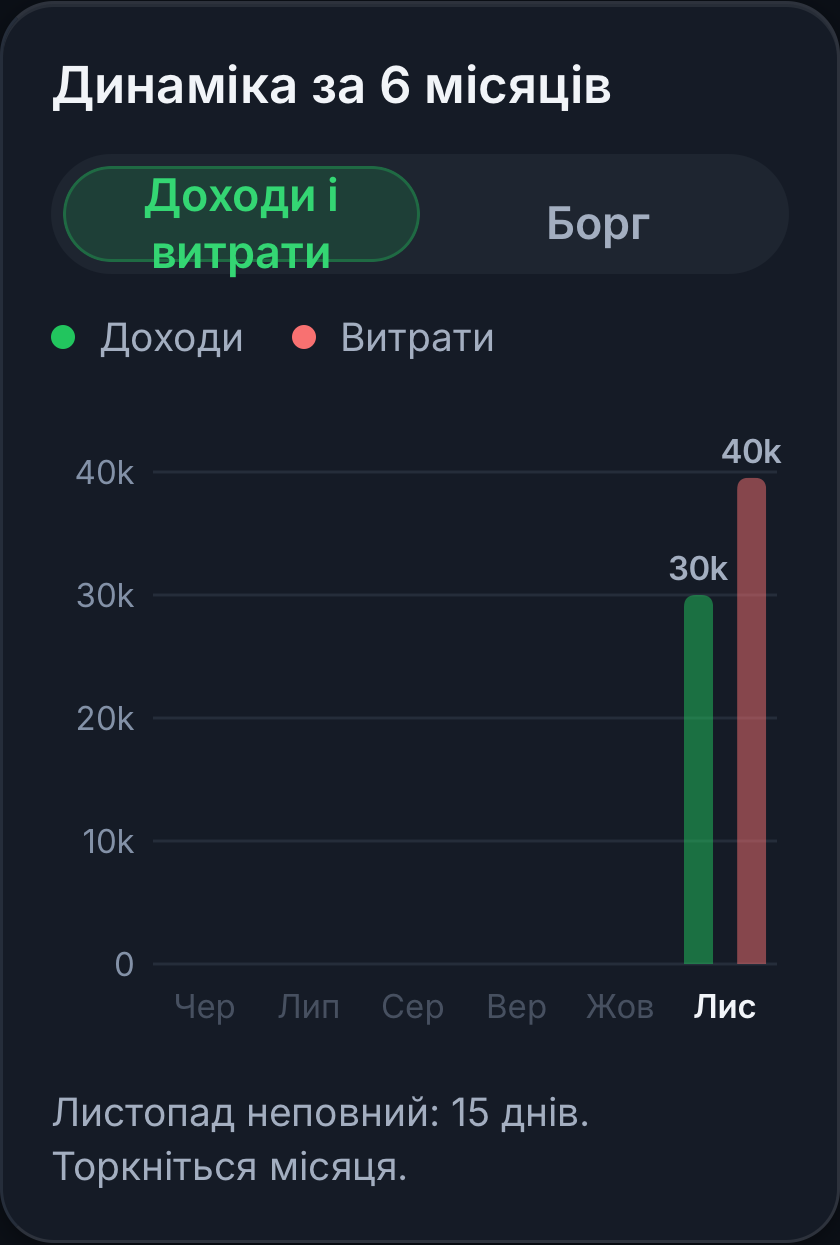 Динаміка за 6 місяців
Доходи і
витрати
Борг
Доходи Витрати
40k
40k
30k
30k
20k
10k
0
Чер Лип Сер Вер Жов Лис
Листопад неповний: 15 днів.
Торкніться місяця.